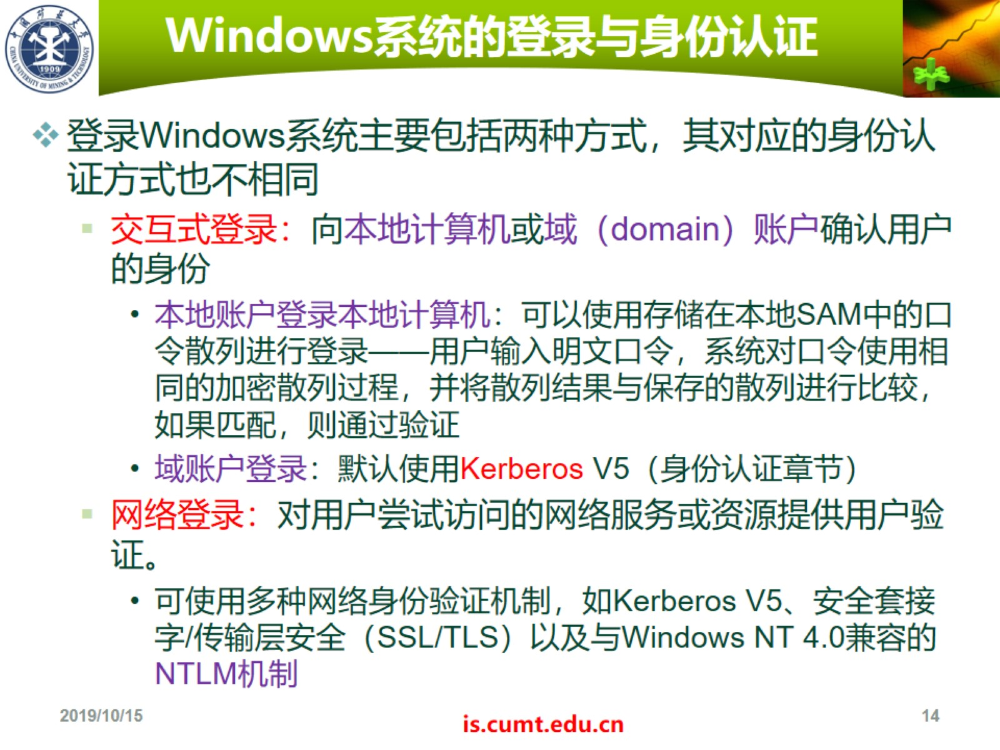 中国矿业大学
CHINA UNIVERSITY OF MINING & TECHNOLOGY
1909
Windows系统的登录与身份认证
登录Windows系统主要包括两种方式，其对应的身份认
证方式也不相同
交互式登录：向本地计算机或域（domain）账户确认用户
的身份
• 本地账户登录本地计算机：可以使用存储在本地SAM中的口
令散列进行登录——用户输入明文口令，系统对口令使用相
同的加密散列过程，并将散列结果与保存的散列进行比较，
如果匹配，则通过验证
• 域账户登录：默认使用Kerberos V5（身份认证章节）
网络登录：对用户尝试访问的网络服务或资源提供用户验
证。
• 可使用多种网络身份验证机制，如Kerberos V5、安全套接
字/传输层安全（SSL/TLS）以及与Windows NT 4.0兼容的
NTLM机制
2019/10/15
is.cumt.edu.cn
14